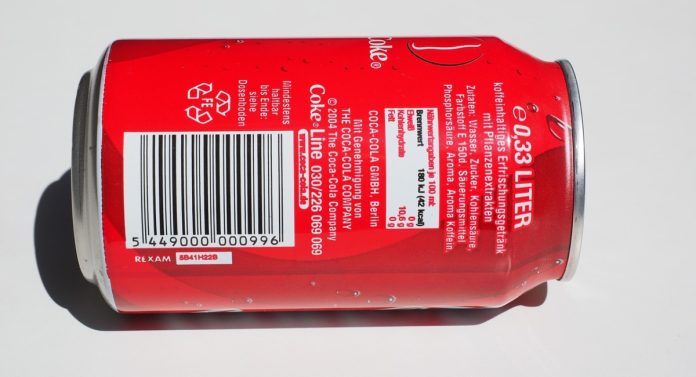 Coke®
℮ 0,33 LITER
koffeinhaltiges Erfrischungsgetränk
mit Pflanzenextrakten
Zutaten: Wasser, Zucker, Kohlensäure,
Farbstoff E 150d, Säuerungsmittel
Phosphorsäure, Aroma, Aroma Koffein.
Nährwertangaben je 100 ml:
Brennwert 180 kJ (42 kcal)
Eiweiß 0 g
Kohlenhydrate 10,6 g
Fett 0 g
COCA-COLA GMBH, Berlin
Mit Genehmigung von
THE COCA-COLA COMPANY
© 2004 The Coca-Cola Company
Coke® Line 030/226 069 069
www.coca-cola.de
Mindestens
haltbar
bis Ende:
siehe
Dosenboden
FE
5 449000 000996
REXAM 5B41H22B